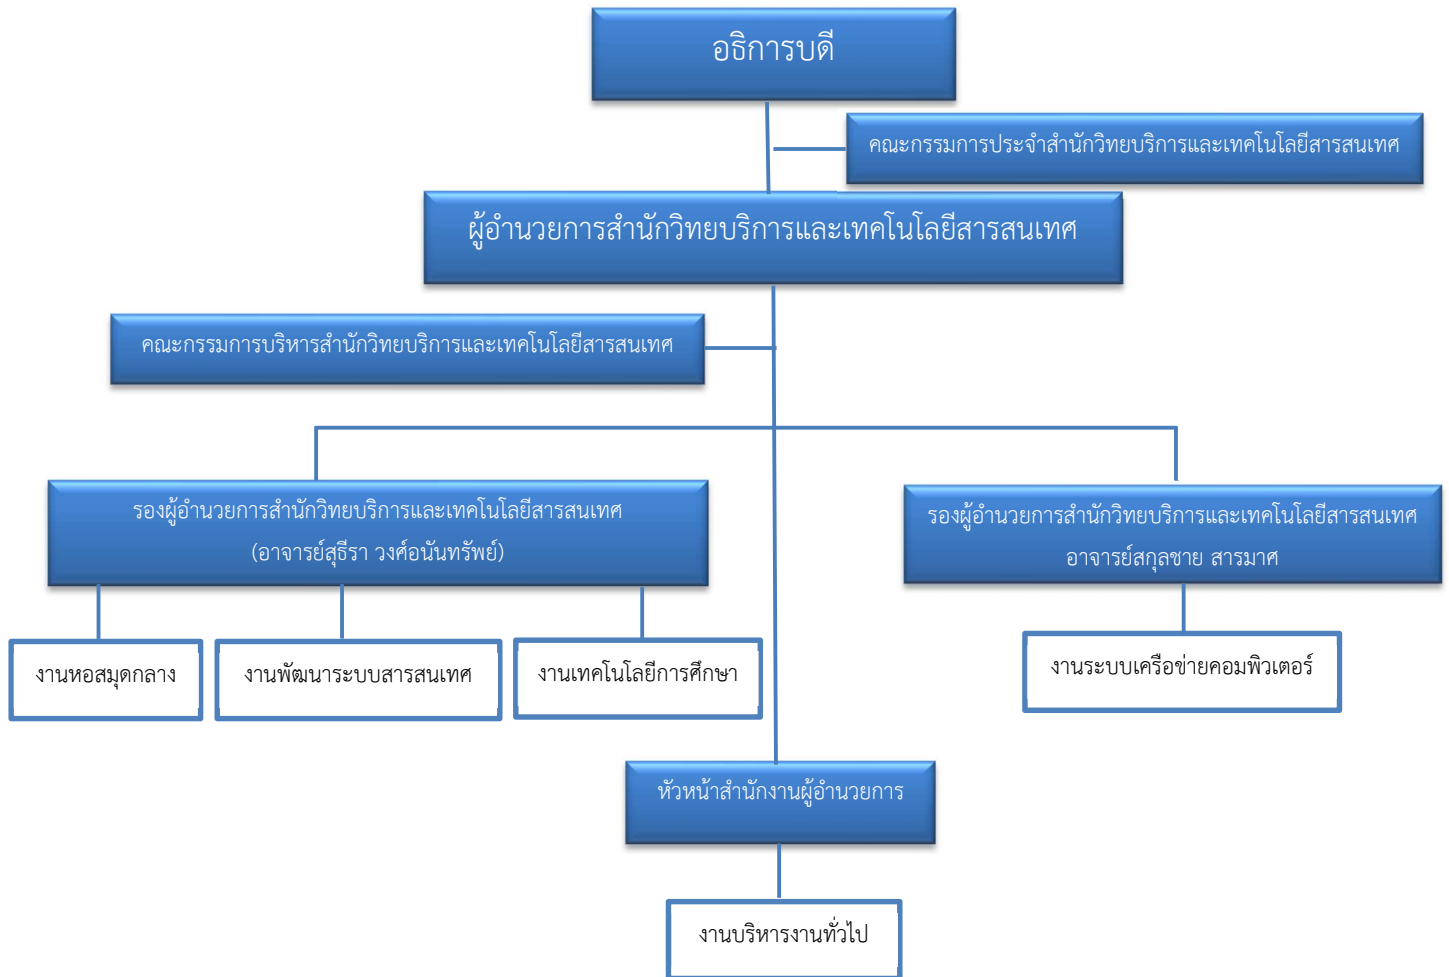 อธิการบดี
คณะกรรมการประจำสำนักวิทยบริการและเทคโนโลยีสารสนเทศ
ผู้อำนวยการสำนักวิทยบริการและเทคโนโลยีสารสนเทศ
คณะกรรมการบริหารสำนักวิทยบริการและเทคโนโลยีสารสนเทศ
รองผู้อำนวยการสำนักวิทยบริการและเทคโนโลยีสารสนเทศ
(อาจารย์สุธีรา วงศ์อนันทรัพย์)
รองผู้อำนวยการสำนักวิทยบริการและเทคโนโลยีสารสนเทศ
อาจารย์สกุลชาย สารมาศ
งานหอสมุดกลาง
งานพัฒนาระบบสารสนเทศ
งานเทคโนโลยีการศึกษา
งานระบบเครือข่ายคอมพิวเตอร์
หัวหน้าสำนักงานผู้อำนวยการ
งานบริหารงานทั่วไป